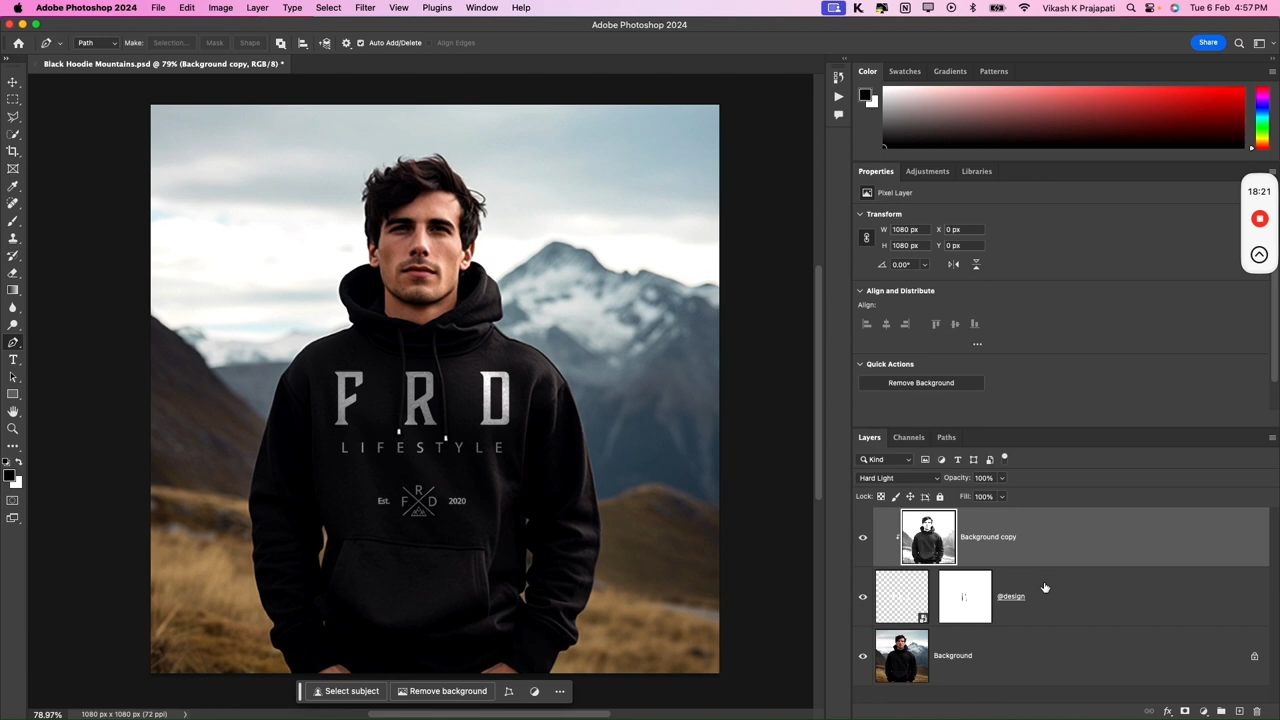 Adobe Photoshop 2024 File Edit Image Layer Type Select Filter View Plugins Window Help
Vikash K Prajapati Tue 6 Feb 4:57 PM
Adobe Photoshop 2024
Path Make: Selection... Mask Shape Auto Add/Delete Align Edges
Share
Black Hoodie Mountains.psd @ 79% (Background copy, RGB/8) *
Color Swatches Gradients Patterns
Properties Adjustments Libraries
Pixel Layer
18:21
Transform
W 1080 px X 0 px
H 1080 px Y 0 px
0.00°
Align and Distribute
Align:
Quick Actions
Remove Background
F R D
LIFESTYLE
Est. F R D 2020
Layers Channels Paths
Kind
Hard Light Opacity: 100%
Lock: Fill: 100%
Background copy
@design
Background
Select subject Remove background
78.97% 1080 px x 1080 px (72 ppi)